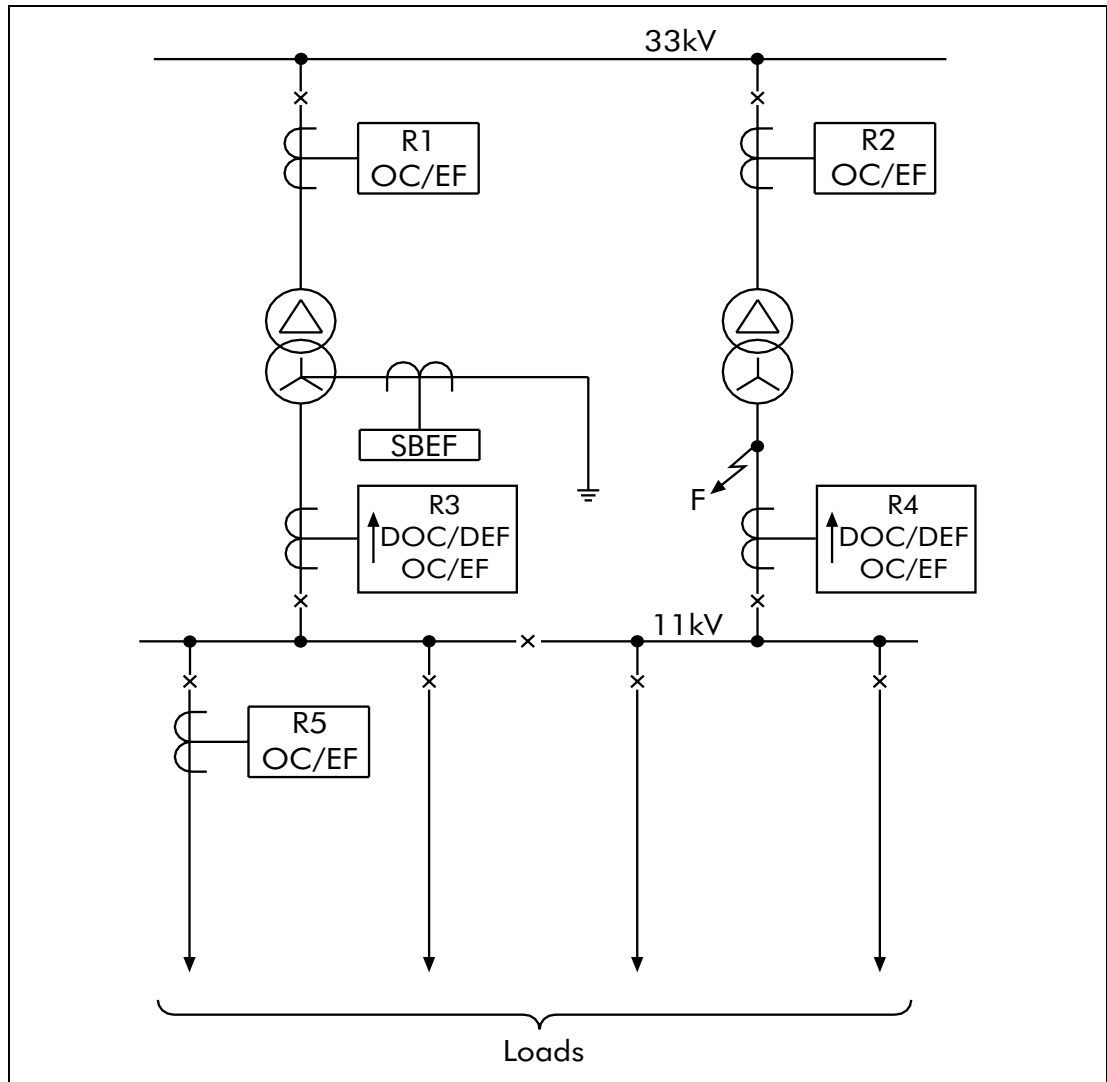 33kV
R1
OC/EF
R2
OC/EF
SBEF
F
R3
DOC/DEF
OC/EF
R4
DOC/DEF
OC/EF
11kV
R5
OC/EF
Loads